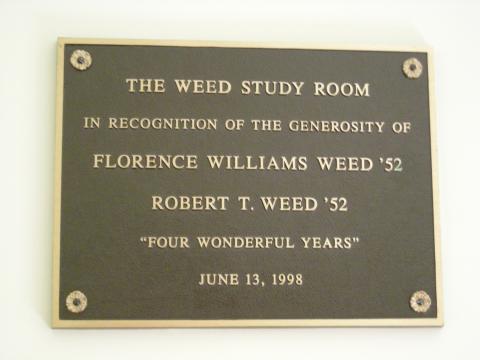 THE WEED STUDY ROOM
IN RECOGNITION OF THE GENEROSITY OF
FLORENCE WILLIAMS WEED '52
ROBERT T. WEED '52
"FOUR WONDERFUL YEARS"
JUNE 13, 1998